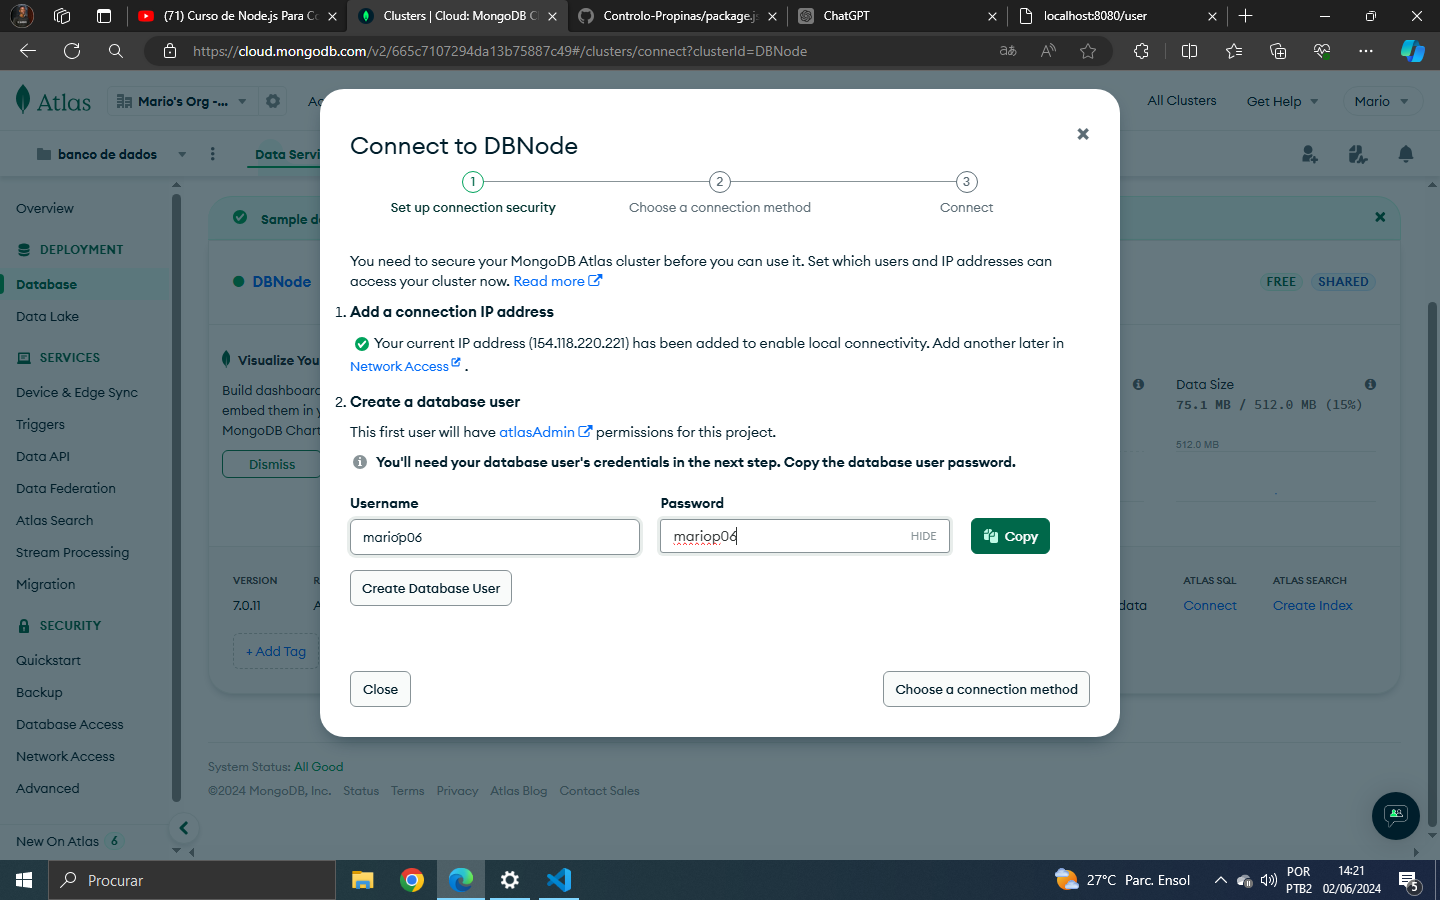 (71) Curso de Node.js Para Co
Clusters | Cloud: MongoDB C
Controlo-Propinas/package.js
ChatGPT
localhost:8080/user
https://cloud.mongodb.com/v2/665c7107294da13b75887c49#/clusters/connect?clusterId=DBNode
Atlas
Mario's Org -...
Ac
All Clusters
Get Help
Mario
banco de dados
Data Servi
Overview
DEPLOYMENT
Database
Data Lake
SERVICES
Device & Edge Sync
Triggers
Data API
Data Federation
Atlas Search
Stream Processing
Migration
SECURITY
Quickstart
Backup
Database Access
Network Access
Advanced
New On Atlas 6
Sample da
DBNode
FREE
SHARED
Visualize You
Build dashboard
embed them in y
MongoDB Chart
Dismiss
Data Size
75.1 MB / 512.0 MB (15%)
512.0 MB
VERSION
R
7.0.11
A
+ Add Tag
ATLAS SQL
ATLAS SEARCH
data
Connect
Create Index
Connect to DBNode
1
2
3
Set up connection security
Choose a connection method
Connect
You need to secure your MongoDB Atlas cluster before you can use it. Set which users and IP addresses can
access your cluster now. Read more
1. Add a connection IP address
Your current IP address (154.118.220.221) has been added to enable local connectivity. Add another later in
Network Access .
2. Create a database user
This first user will have atlasAdmin permissions for this project.
You'll need your database user's credentials in the next step. Copy the database user password.
Username
Password
mariop06
mariop06
HIDE
Copy
Create Database User
Close
Choose a connection method
System Status: All Good
©2024 MongoDB, Inc. Status Terms Privacy Atlas Blog Contact Sales
Procurar
27°C Parc. Ensol
POR
PTB2
14:21
02/06/2024
5